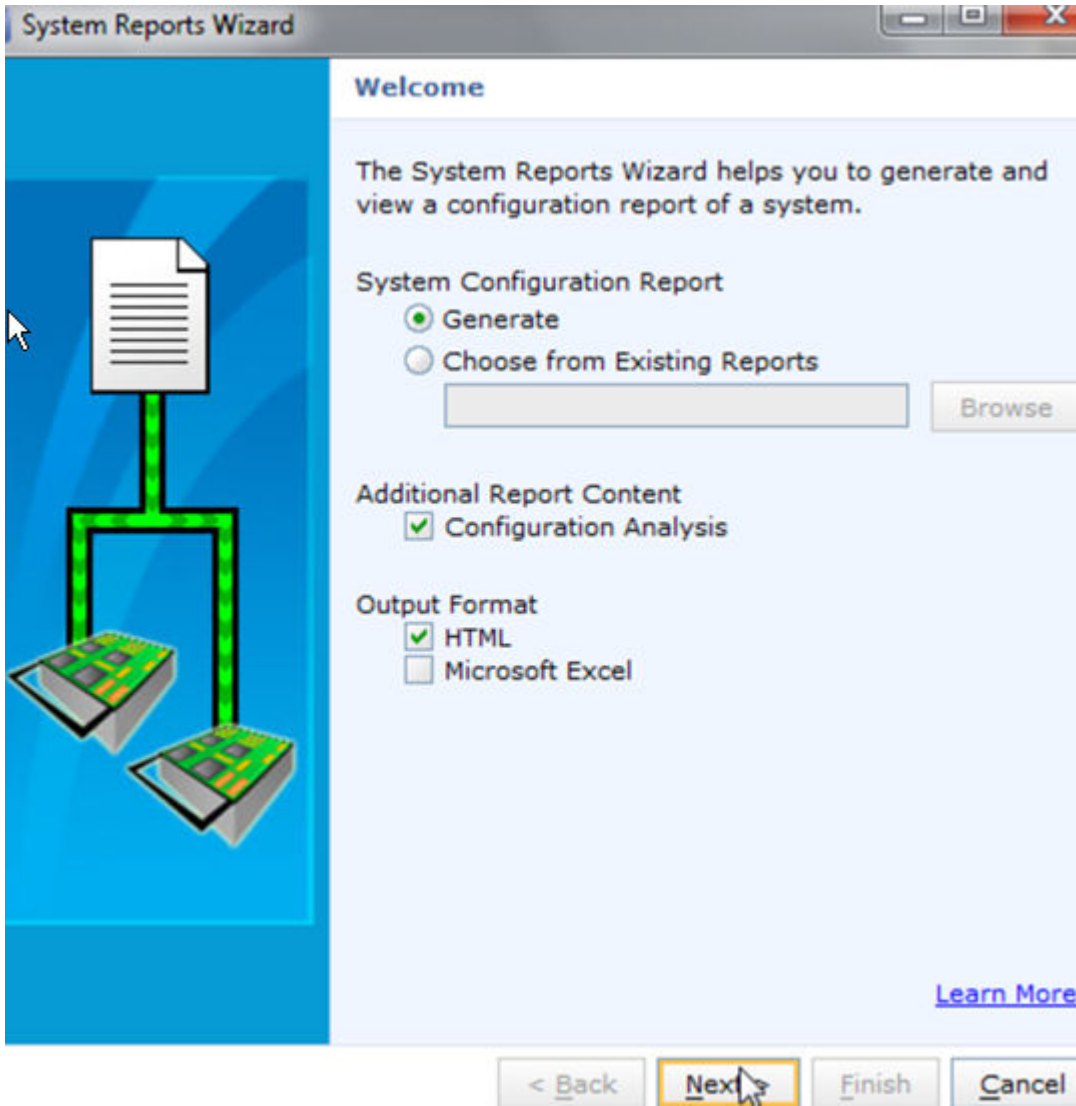 System Reports Wizard
Welcome
The System Reports Wizard helps you to generate and
view a configuration report of a system.
System Configuration Report
Generate
Choose from Existing Reports
Browse
Additional Report Content
Configuration Analysis
Output Format
HTML
Microsoft Excel
Learn More
< Back
Next >
Finish
Cancel